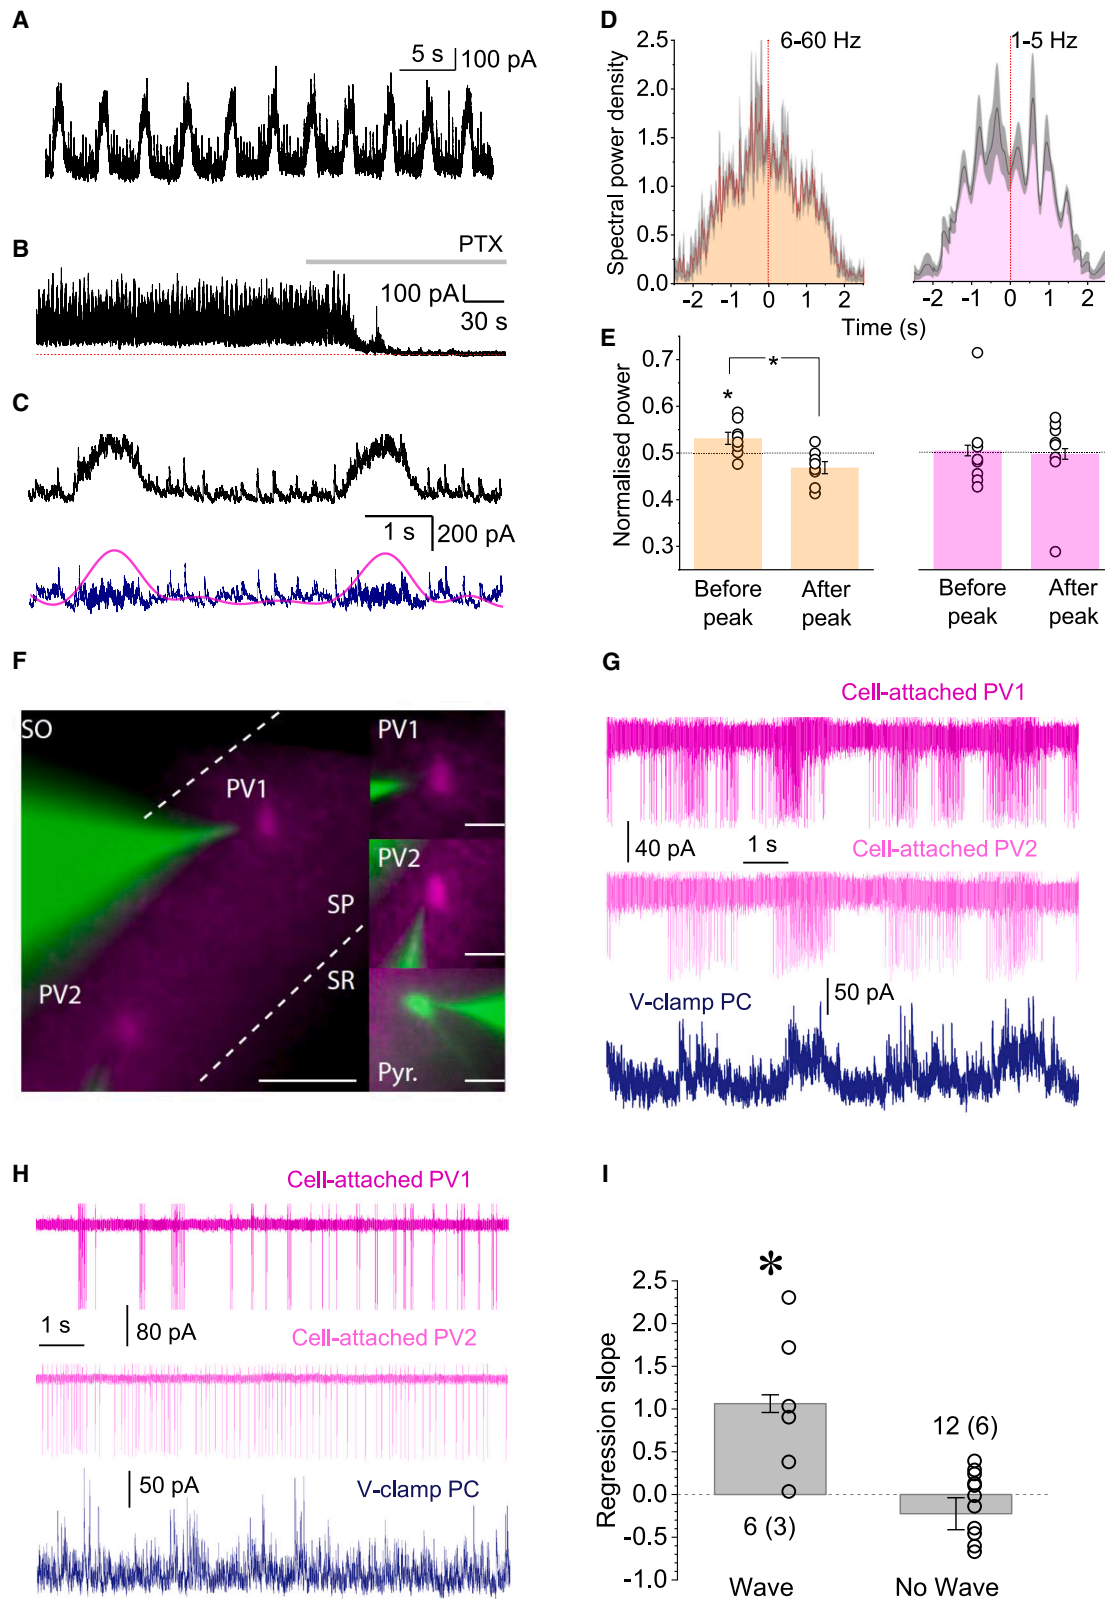 A
5 s
100 pA
B
PTX
100 pA
30 s
C
1 s
200 pA
D
6-60 Hz
1-5 Hz
Spectral power density
2.5
2.0
1.5
1.0
0.5
0.0
-2 -1 0 1 2
-2 -1 0 1 2
Time (s)
E
Normalised power
0.7
0.6
0.5
0.4
0.3
*
*
Before peak
After peak
Before peak
After peak
F
SO
PV1
PV2
SP
SR
PV1
PV2
Pyr.
G
Cell-attached PV1
40 pA
1 s
Cell-attached PV2
V-clamp PC
50 pA
H
Cell-attached PV1
1 s
80 pA
Cell-attached PV2
50 pA
V-clamp PC
I
Regression slope
2.5
2.0
1.5
1.0
0.5
0.0
-0.5
-1.0
*
6 (3)
12 (6)
Wave
No Wave